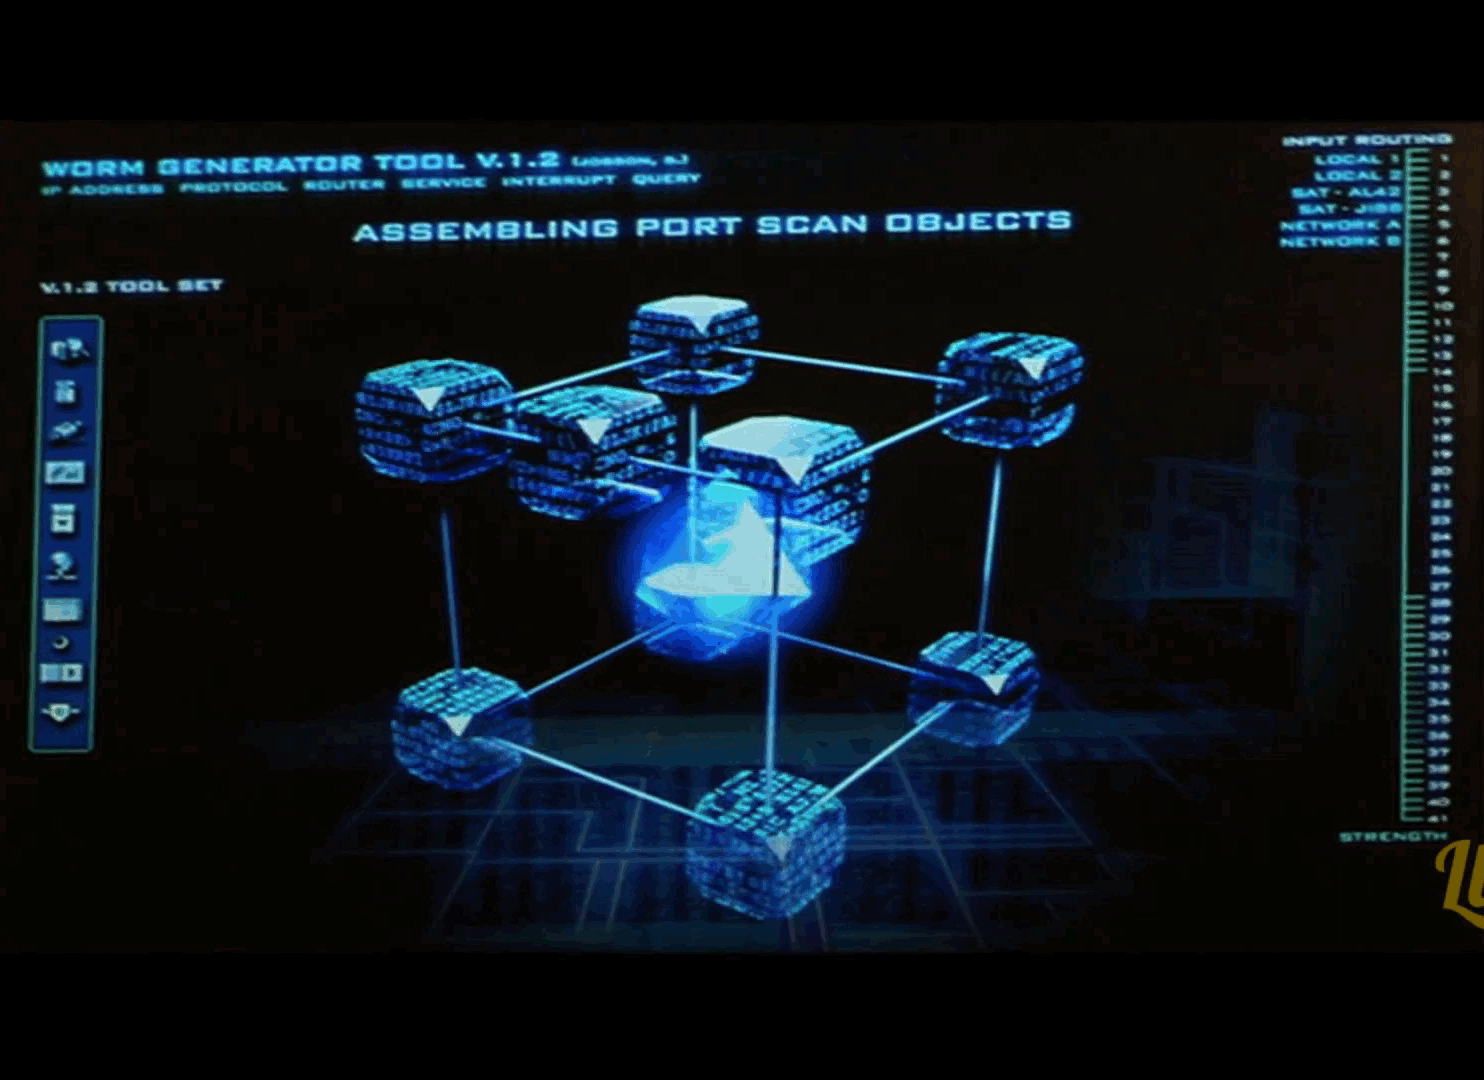 WORM GENERATOR TOOL V.1.2 (JOBSON, S.)
IP ADDRESS PROTOCOL ROUTER SERVICE INTERRUPT QUERY
ASSEMBLING PORT SCAN OBJECTS
V.1.2 TOOL SET
INPUT ROUTING
LOCAL 1 1
LOCAL 2 2
SAT - AL42 3
SAT - J188 4
NETWORK A 5
NETWORK B 6
7
8
9
10
11
12
13
14
15
16
17
18
19
20
21
22
23
24
25
26
27
28
29
30
31
32
33
34
35
36
37
38
39
40
41
STRENGTH